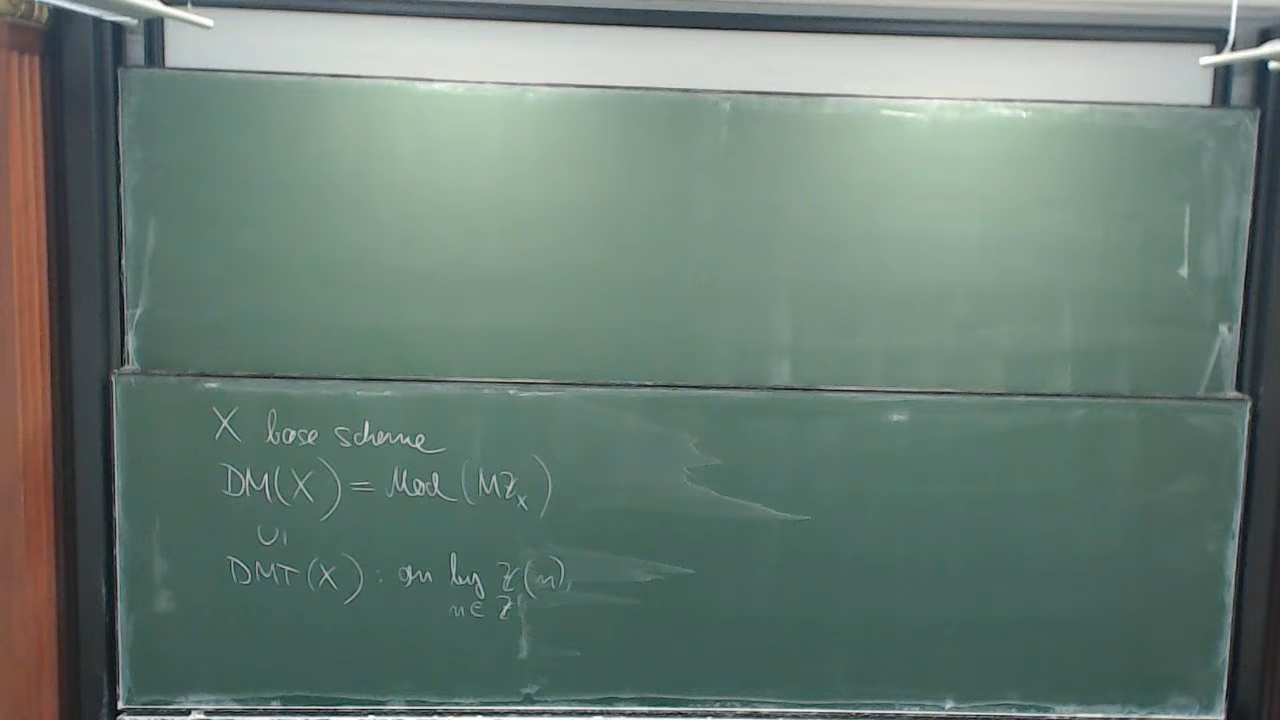 X base scheme
DM(X) = Mod (Mℤ_X)
∪|
DMT(X) : gen by ℤ(n),
n ∈ ℤ